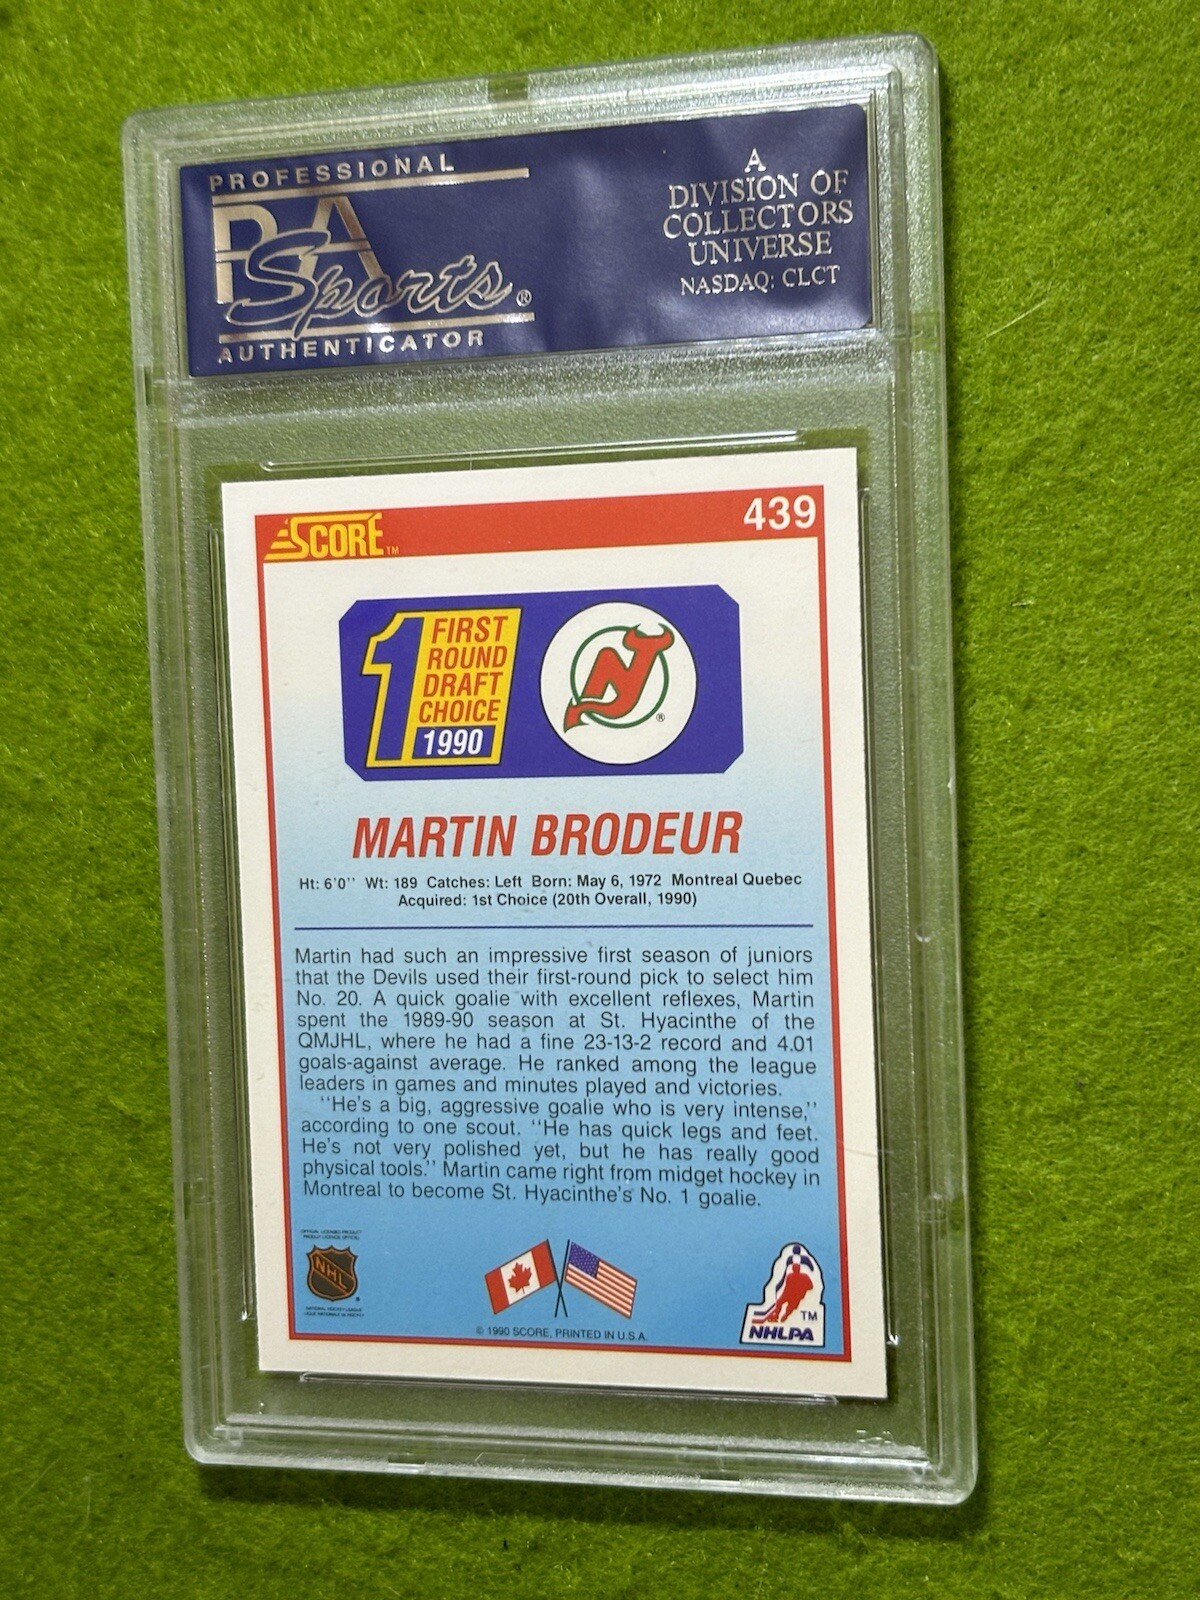 PROFESSIONAL
PSA
Sports®
AUTHENTICATOR
A
DIVISION OF
COLLECTORS
UNIVERSE
NASDAQ: CLCT
SCORE™
439
1 FIRST
ROUND
DRAFT
CHOICE
1990
NJ
®
MARTIN BRODEUR
Ht: 6'0'' Wt: 189 Catches: Left Born: May 6, 1972 Montreal Quebec
Acquired: 1st Choice (20th Overall, 1990)
Martin had such an impressive first season of juniors
that the Devils used their first-round pick to select him
No. 20. A quick goalie with excellent reflexes, Martin
spent the 1989-90 season at St. Hyacinthe of the
QMJHL, where he had a fine 23-13-2 record and 4.01
goals-against average. He ranked among the league
leaders in games and minutes played and victories.
''He's a big, aggressive goalie who is very intense,''
according to one scout. ''He has quick legs and feet.
He's not very polished yet, but he has really good
physical tools.'' Martin came right from midget hockey in
Montreal to become St. Hyacinthe's No. 1 goalie.
NHL
© 1990 SCORE, PRINTED IN U.S.A.
TM
NHLPA